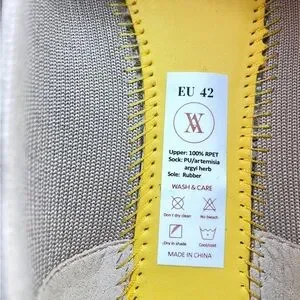 EU 42
Upper: 100% RPET
Sock: PU/artemisia
argyi herb
Sole: Rubber
WASH & CARE
Don't dry clean
No bleach
Dry in shade
Cool/cold
MADE IN CHINA